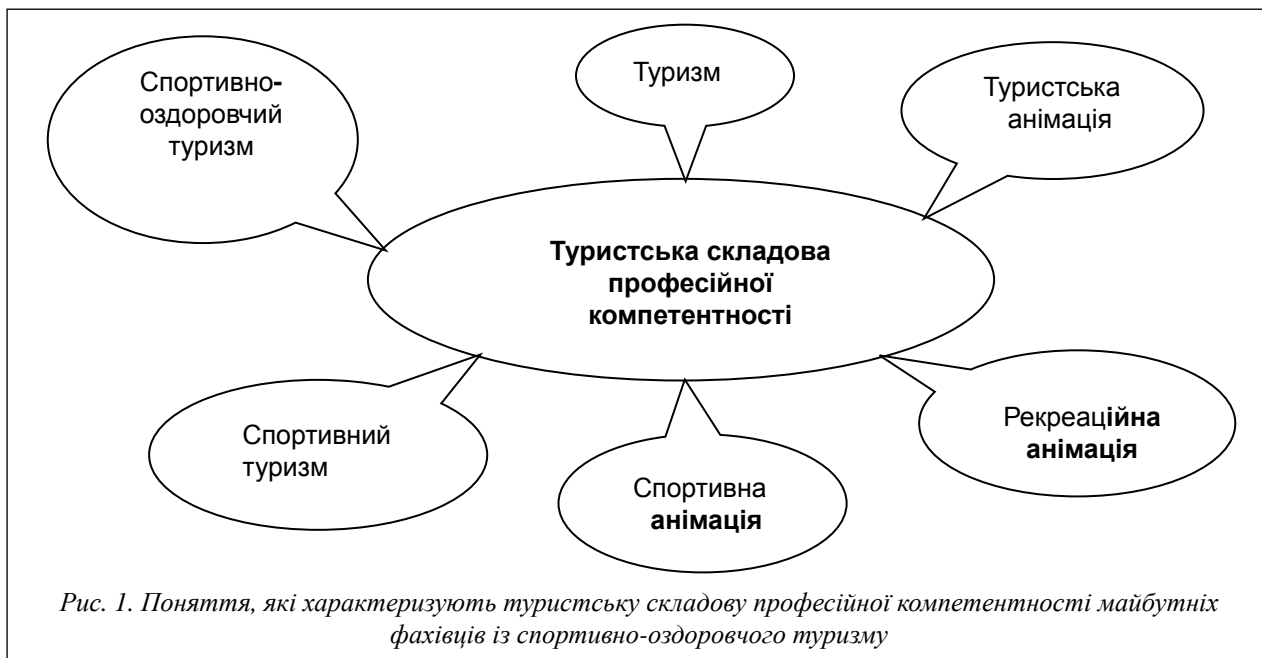 Спортивно-
оздоровчий
туризм
Туризм
Туристська
анімація
Туристська складова
професійної
компетентності
Спортивний
туризм
Спортивна
анімація
Рекреаційна
анімація
Рис. 1. Поняття, які характеризують туристську складову професійної компетентності майбутніх
фахівців із спортивно-оздоровчого туризму